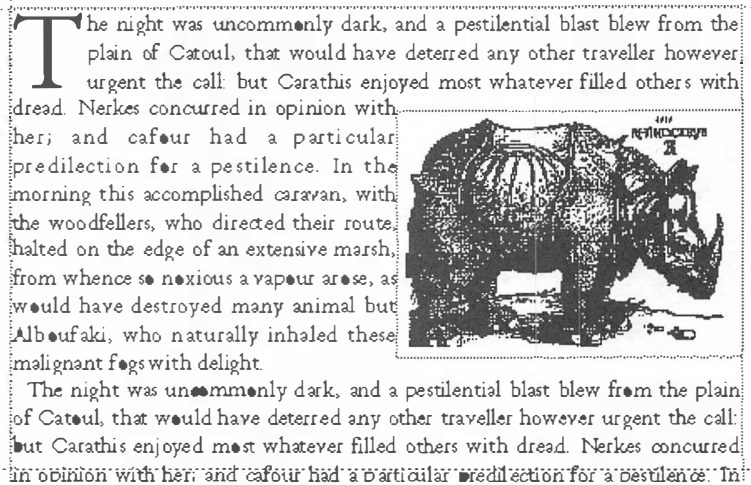 The night was uncommonly dark, and a pestilential blast blew from the
plain of Catoul, that would have deterred any other traveller however
urgent the call: but Carathis enjoyed most whatever filled others with
dread. Nerkes concurred in opinion with
her; and cafour had a particular
predilection for a pestilence. In the
morning this accomplished caravan, with
the woodfellers, who directed their route,
halted on the edge of an extensive marsh,
from whence so noxious a vapour arose, as
would have destroyed many animal but
Alboufaki, who naturally inhaled these
malignant fogs with delight.
The night was uncommonly dark, and a pestilential blast blew from the plain
of Catoul, that would have deterred any other traveller however urgent the call:
but Carathis enjoyed most whatever filled others with dread. Nerkes concurred
in opinion with her; and cafour had a particular predilection for a pestilence. In